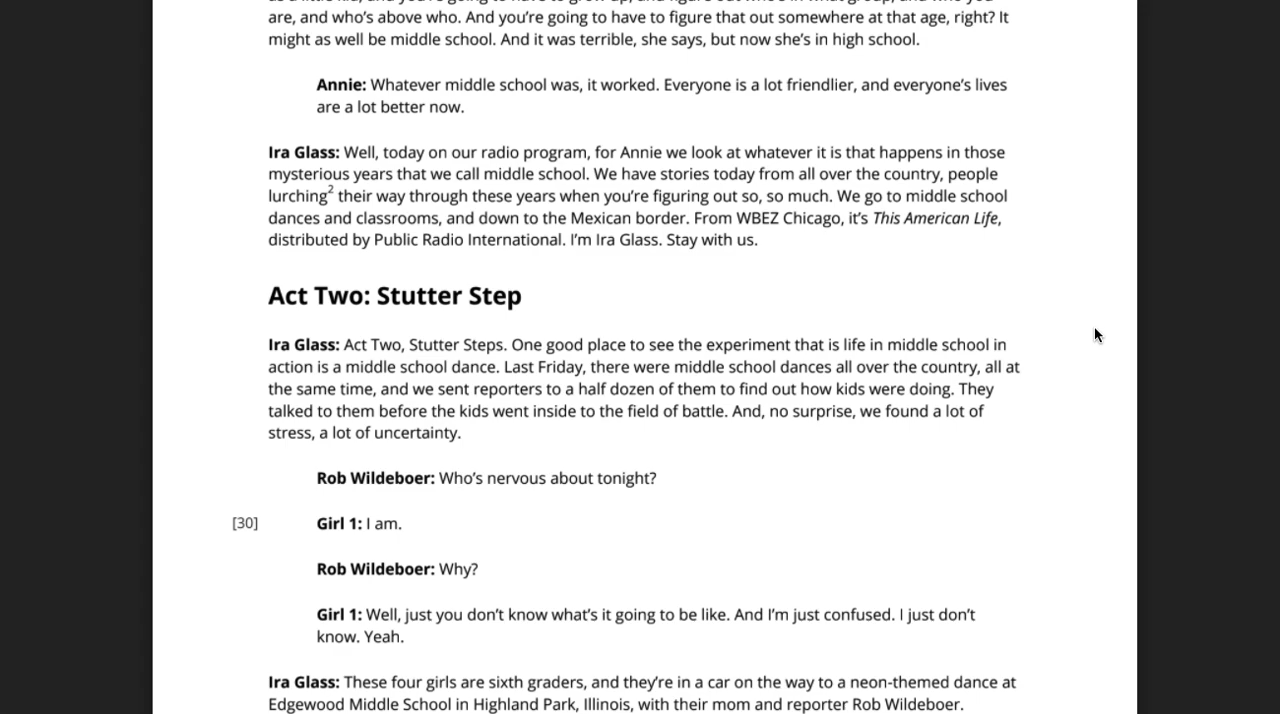 are, and who's above who. And you're going to have to figure that out somewhere at that age, right? It
might as well be middle school. And it was terrible, she says, but now she's in high school.
Annie: Whatever middle school was, it worked. Everyone is a lot friendlier, and everyone's lives
are a lot better now.
Ira Glass: Well, today on our radio program, for Annie we look at whatever it is that happens in those
mysterious years that we call middle school. We have stories today from all over the country, people
lurching2 their way through these years when you're figuring out so, so much. We go to middle school
dances and classrooms, and down to the Mexican border. From WBEZ Chicago, it's This American Life,
distributed by Public Radio International. I'm Ira Glass. Stay with us.
Act Two: Stutter Step
Ira Glass: Act Two, Stutter Steps. One good place to see the experiment that is life in middle school in
action is a middle school dance. Last Friday, there were middle school dances all over the country, all at
the same time, and we sent reporters to a half dozen of them to find out how kids were doing. They
talked to them before the kids went inside to the field of battle. And, no surprise, we found a lot of
stress, a lot of uncertainty.
Rob Wildeboer: Who's nervous about tonight?
[30] Girl 1: I am.
Rob Wildeboer: Why?
Girl 1: Well, just you don't know what's it going to be like. And I'm just confused. I just don't
know. Yeah.
Ira Glass: These four girls are sixth graders, and they're in a car on the way to a neon-themed dance at
Edgewood Middle School in Highland Park, Illinois, with their mom and reporter Rob Wildeboer.